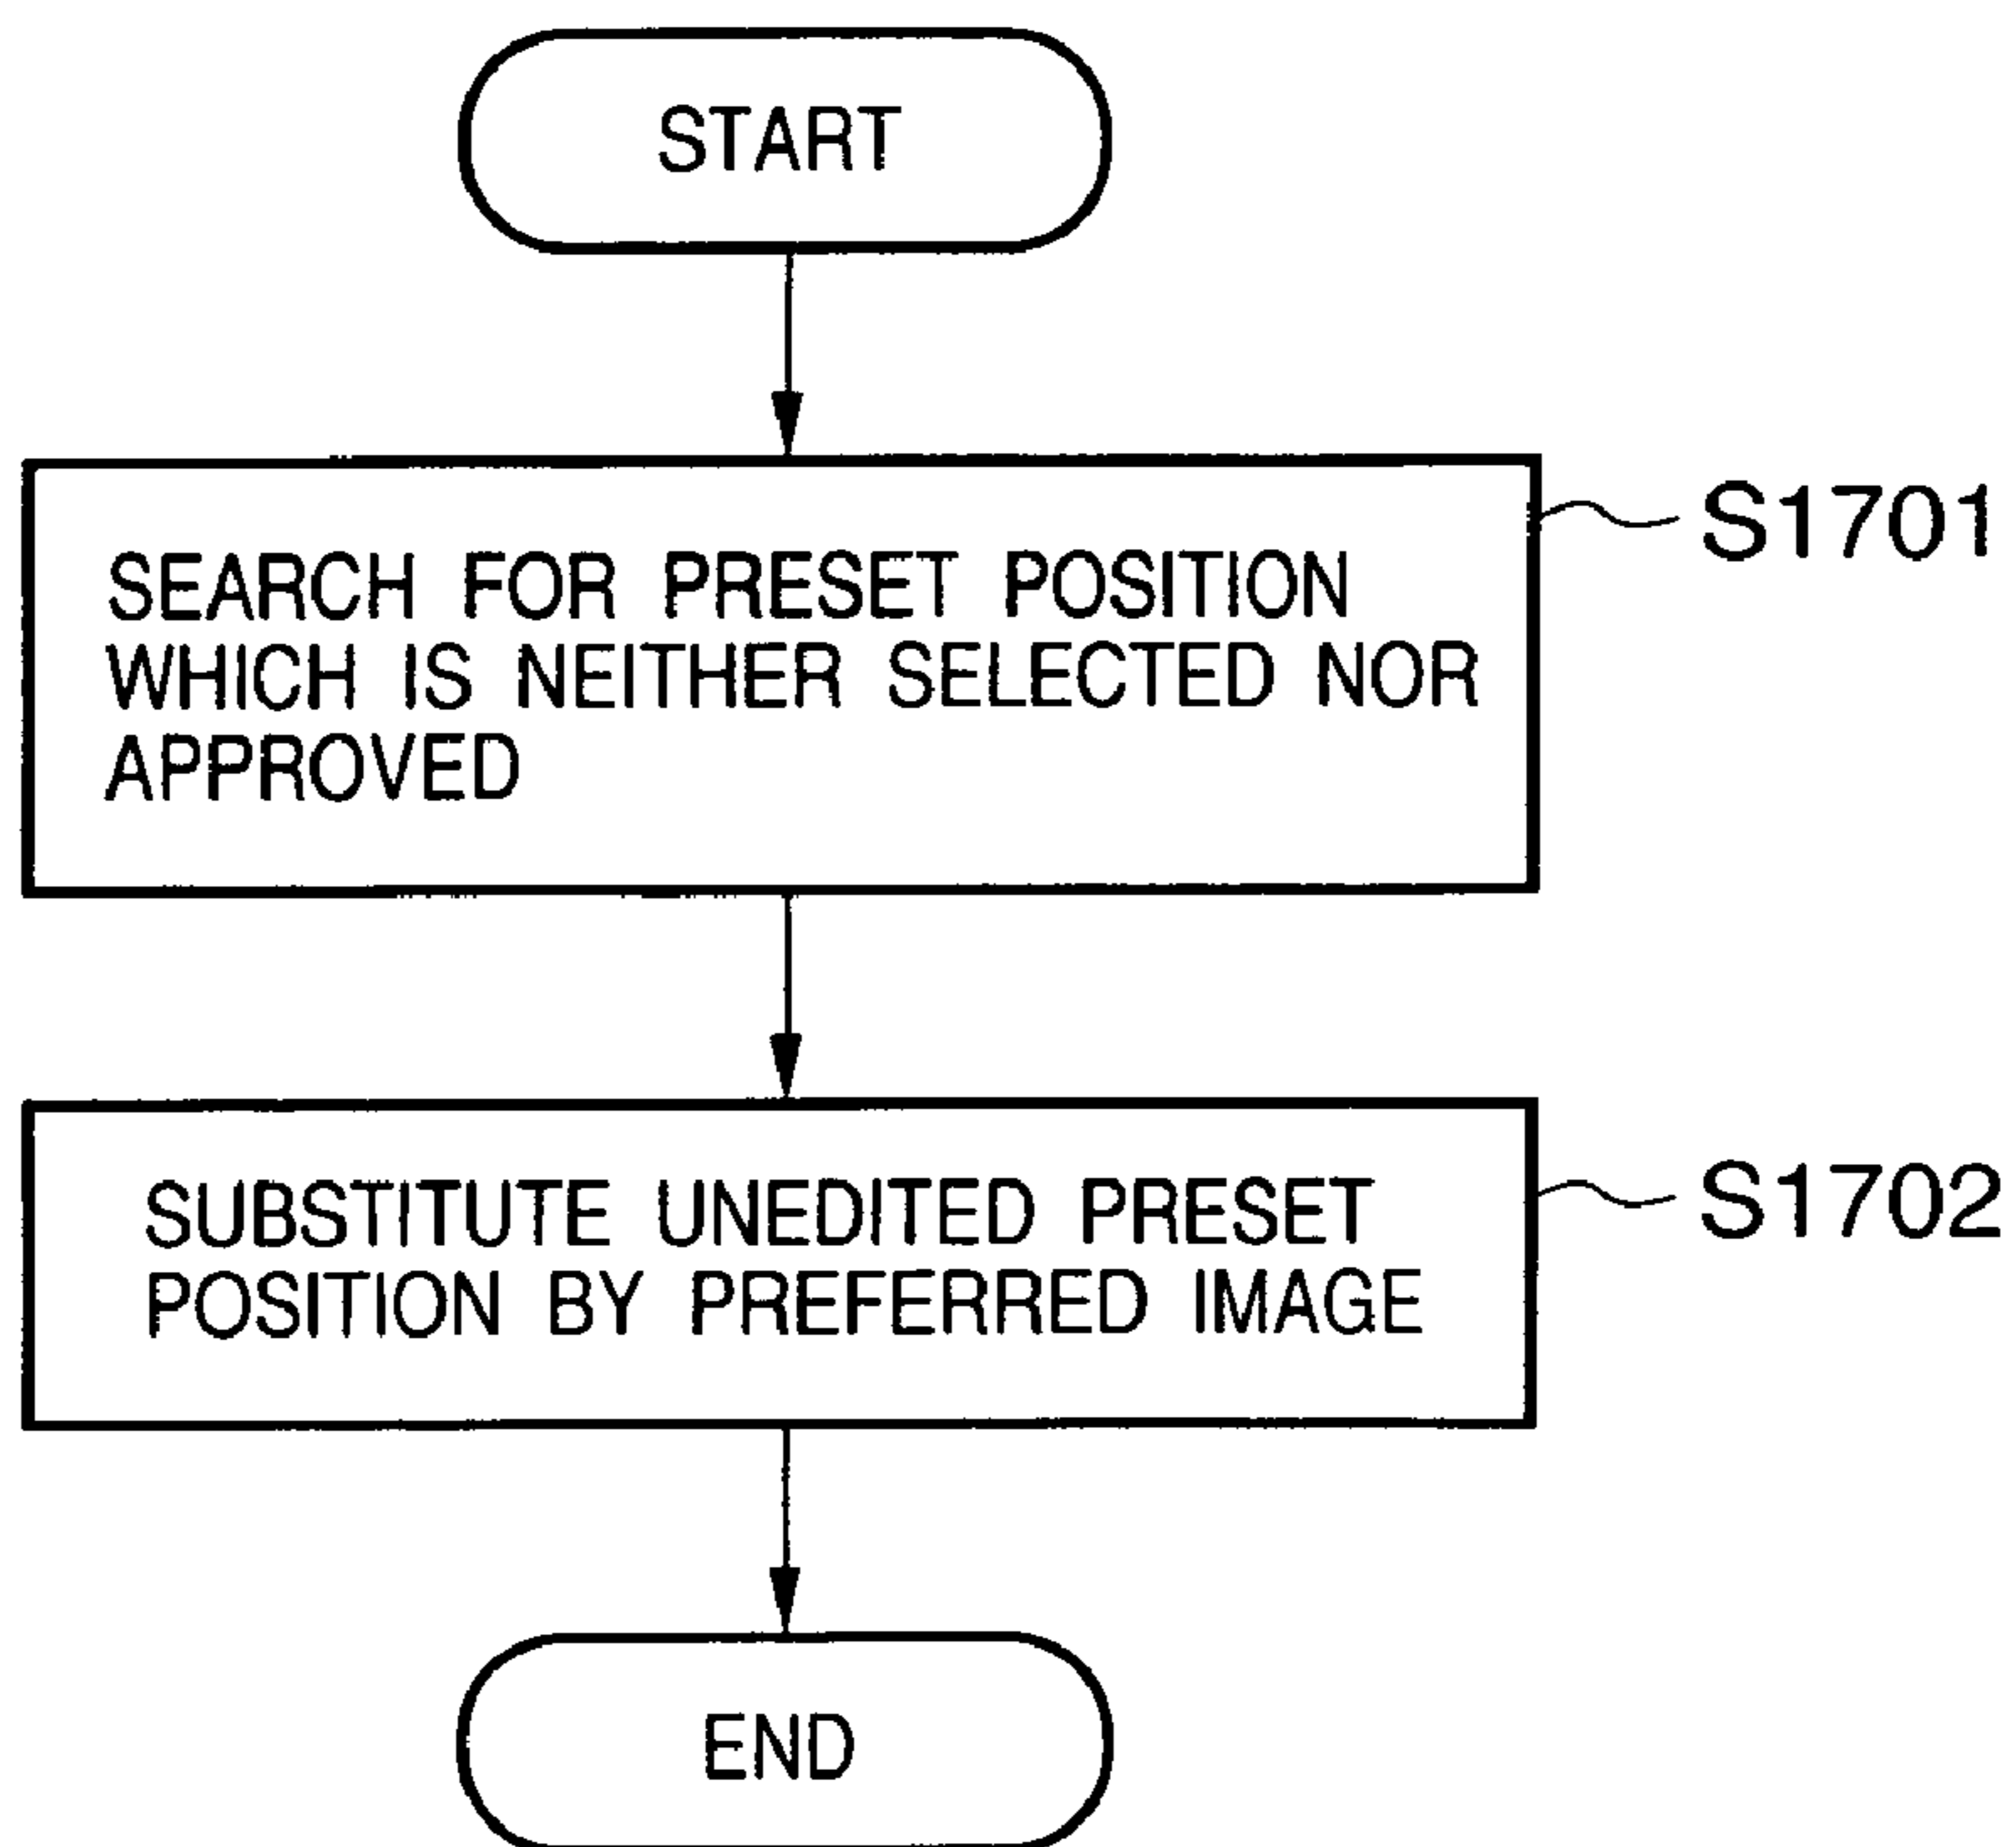 START
S1701
SEARCH FOR PRESET POSITION
WHICH IS NEITHER SELECTED NOR
APPROVED
S1702
SUBSTITUTE UNEDITED PRESET
POSITION BY PREFERRED IMAGE
END